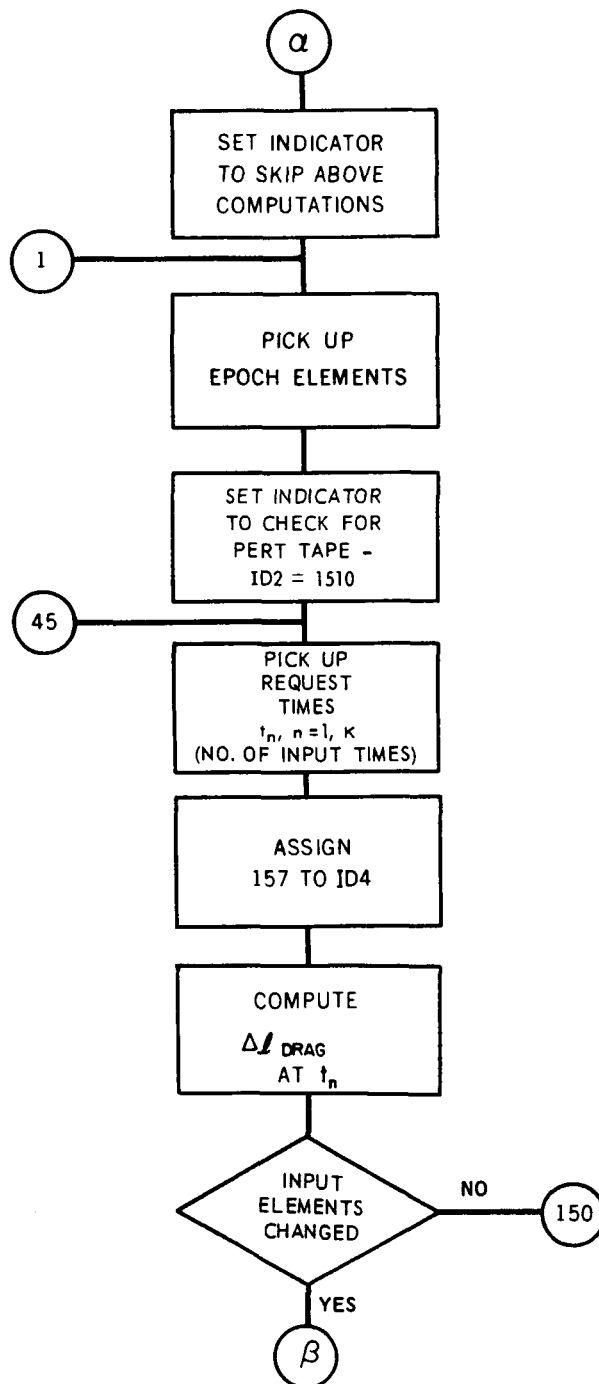 α
SET INDICATOR
TO SKIP ABOVE
COMPUTATIONS
1
PICK UP
EPOCH ELEMENTS
SET INDICATOR
TO CHECK FOR
PERT TAPE -
ID2 = 1510
45
PICK UP
REQUEST
TIMES
tn, n=1, K
(NO. OF INPUT TIMES)
ASSIGN
157 TO ID4
COMPUTE
Δℓ DRAG
AT tn
INPUT
ELEMENTS
CHANGED
NO
150
YES
β